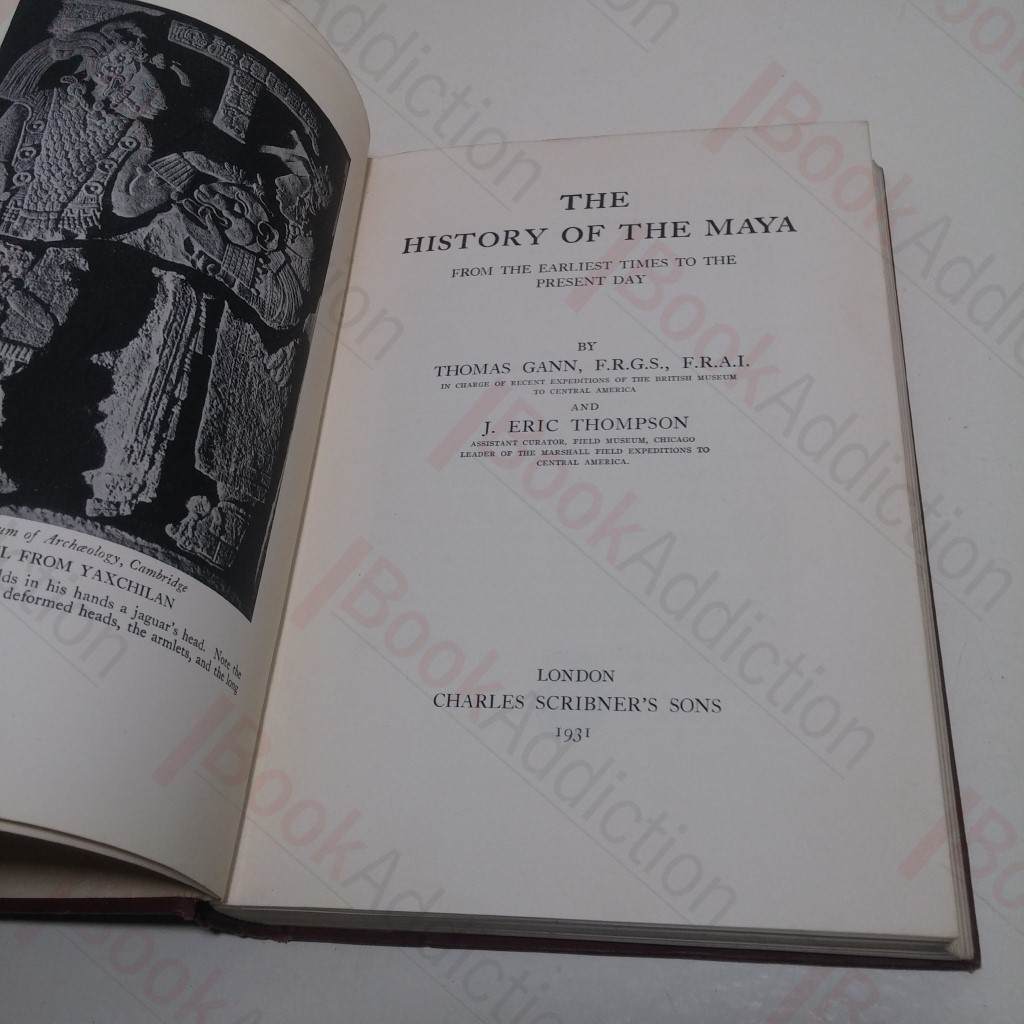 um of Archæology, Cambridge
L FROM YAXCHILAN
lds in his hands a jaguar's head. Note the
deformed heads, the armlets, and the long
THE
HISTORY OF THE MAYA
FROM THE EARLIEST TIMES TO THE
PRESENT DAY
BY
THOMAS GANN, F.R.G.S., F.R.A.I.
IN CHARGE OF RECENT EXPEDITIONS OF THE BRITISH MUSEUM
TO CENTRAL AMERICA
AND
J. ERIC THOMPSON
ASSISTANT CURATOR, FIELD MUSEUM, CHICAGO
LEADER OF THE MARSHALL FIELD EXPEDITIONS TO
CENTRAL AMERICA.
LONDON
CHARLES SCRIBNER'S SONS
1931
BookAddiction